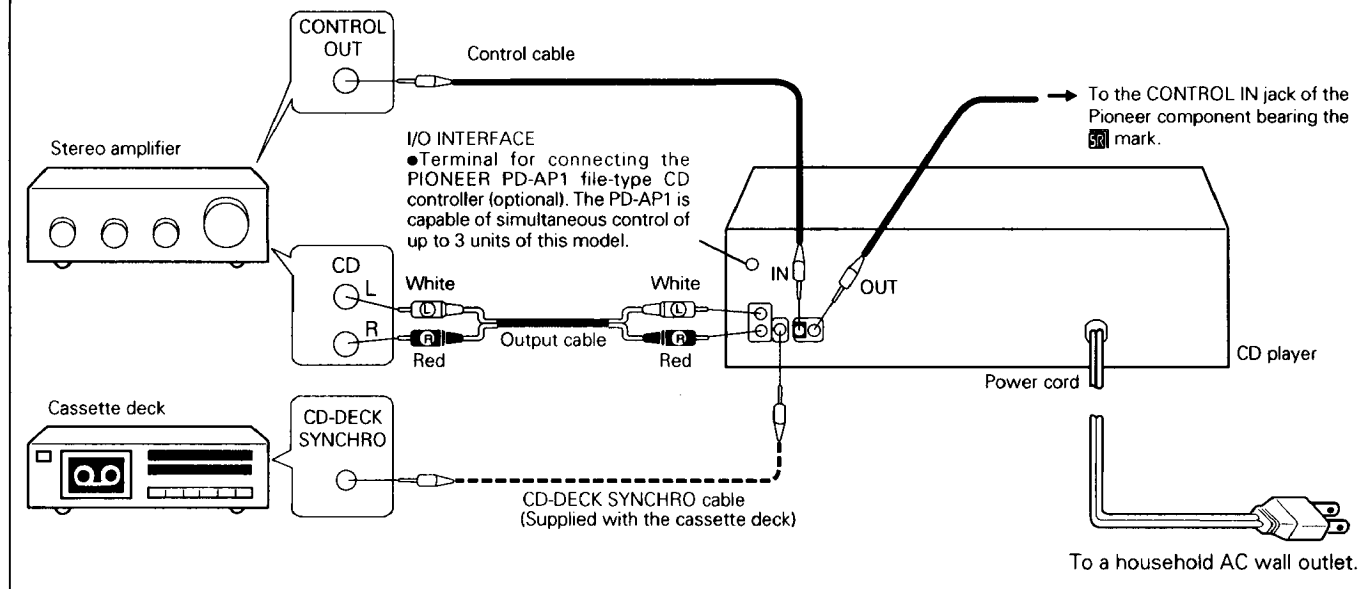 CONTROL
OUT
Control cable
To the CONTROL IN jack of the
Pioneer component bearing the
SR mark.
Stereo amplifier
I/O INTERFACE
●Terminal for connecting the
PIONEER PD-AP1 file-type CD
controller (optional). The PD-AP1 is
capable of simultaneous control of
up to 3 units of this model.
IN
OUT
CD
L
R
White
L
R
Red
Output cable
White
L
R
Red
CD player
Power cord
Cassette deck
CD-DECK
SYNCHRO
CD-DECK SYNCHRO cable
(Supplied with the cassette deck)
To a household AC wall outlet.